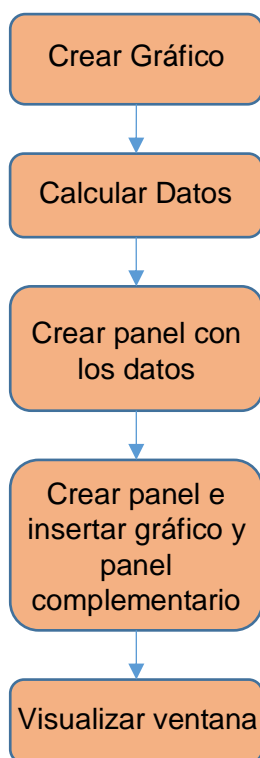 Crear Gráfico
Calcular Datos
Crear panel con
los datos
Crear panel e
insertar gráfico y
panel
complementario
Visualizar ventana